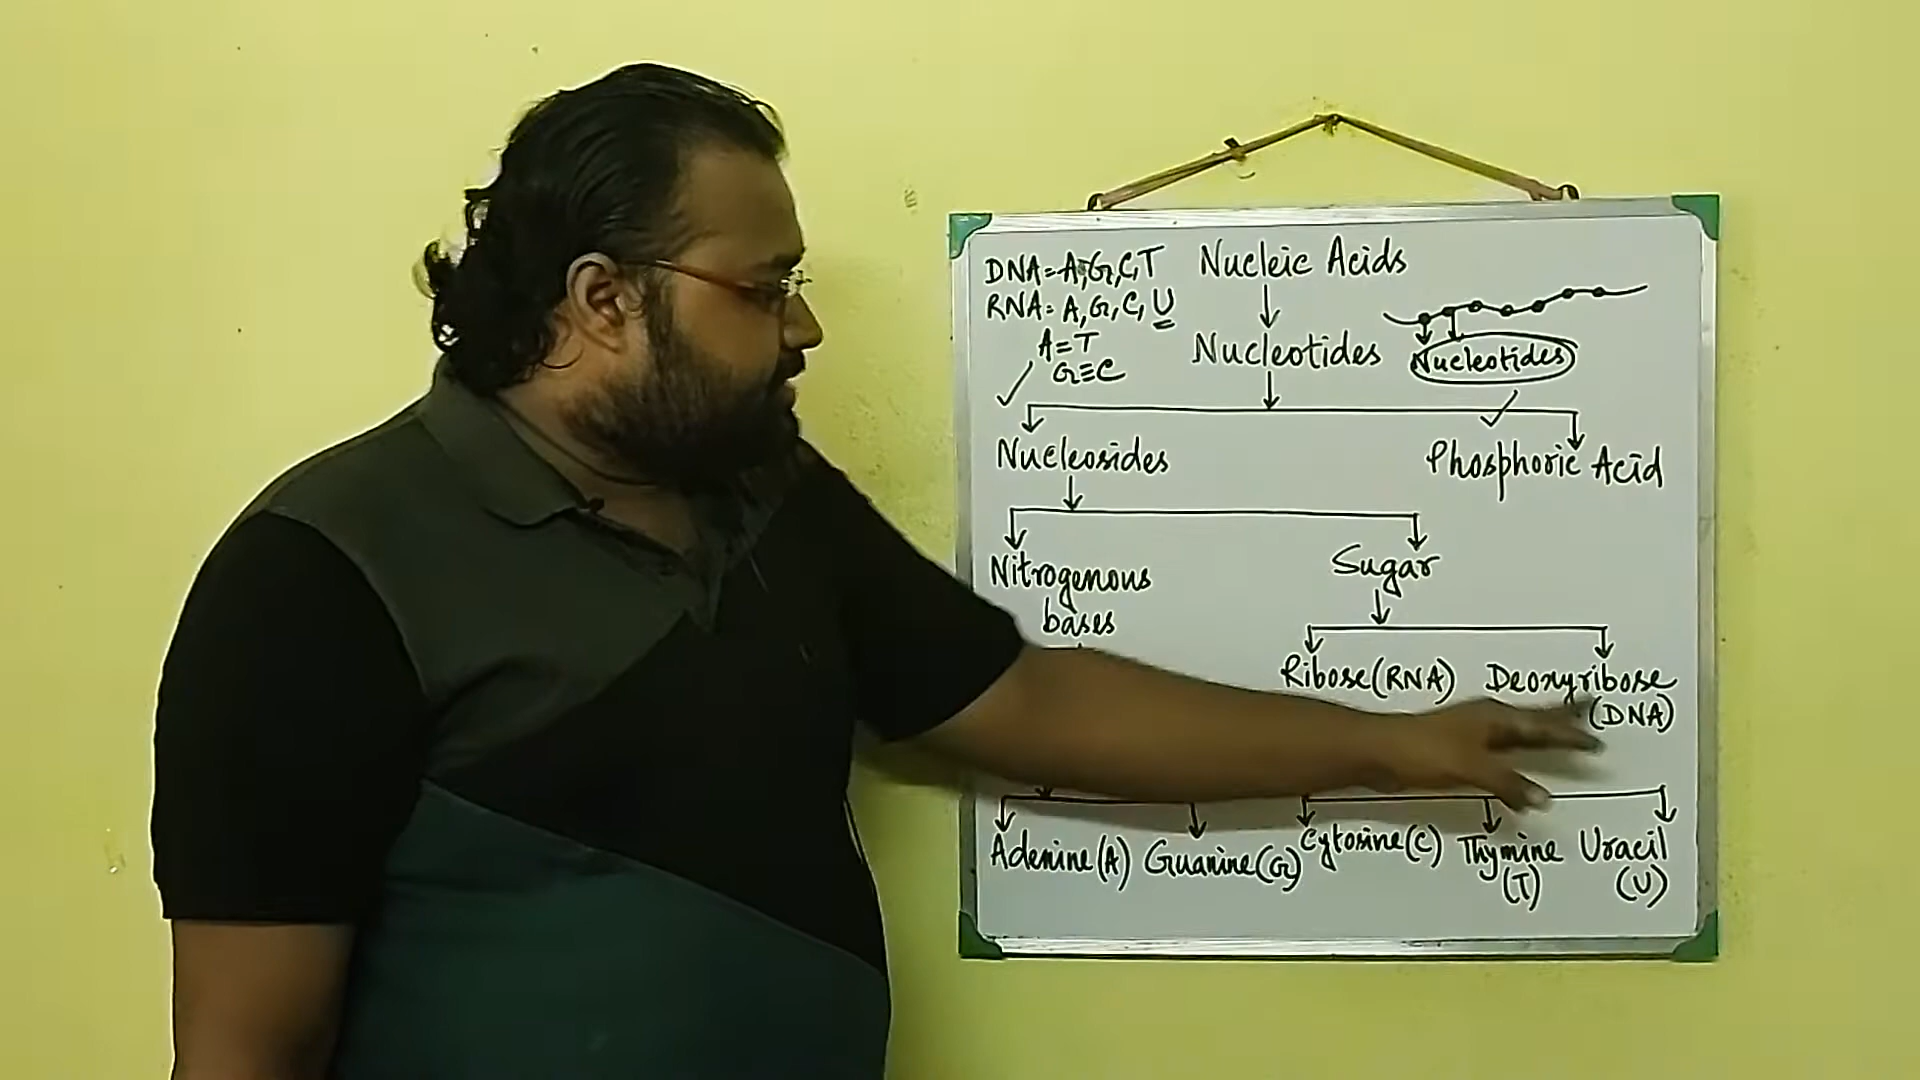 DNA=A,G,C,T
RNA=A,G,C,U
A=T
G≡C
Nucleic Acids
Nucleotides
Nucleotides
Nucleosides
Phosphoric Acid
Nitrogenous
bases
Sugar
Ribose(RNA)
Deoxyribose
(DNA)
Adenine(A)
Guanine(G)
Cytosine(C)
Thymine
(T)
Uracil
(U)